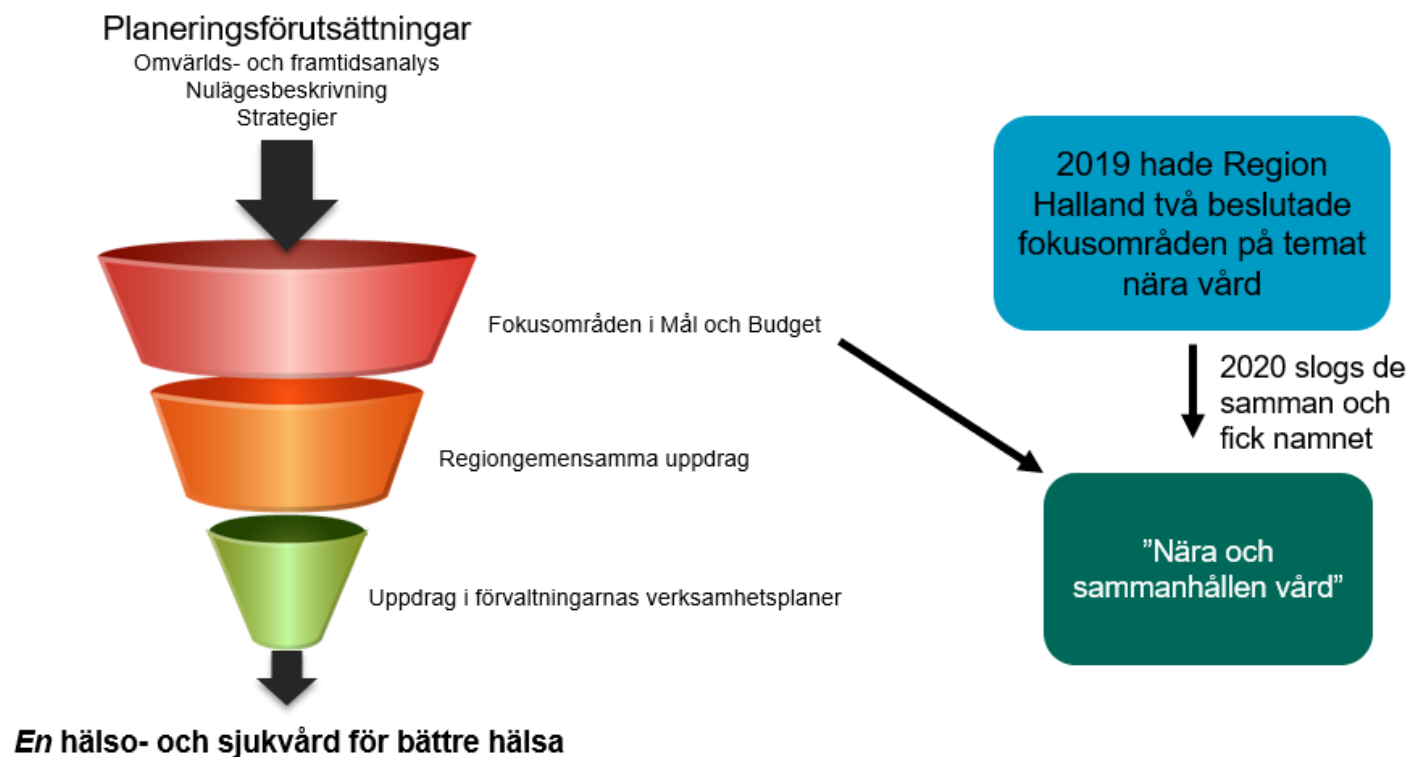 Planeringsförutsättningar
Omvärlds- och framtidsanalys
Nulägesbeskrivning
Strategier
Fokusområden i Mål och Budget
Regiongemensamma uppdrag
Uppdrag i förvaltningarnas verksamhetsplaner
En hälso- och sjukvård för bättre hälsa
2019 hade Region
Halland två beslutade
fokusområden på temat
nära vård
2020 slogs de
samman och
fick namnet
”Nära och
sammanhållen vård”